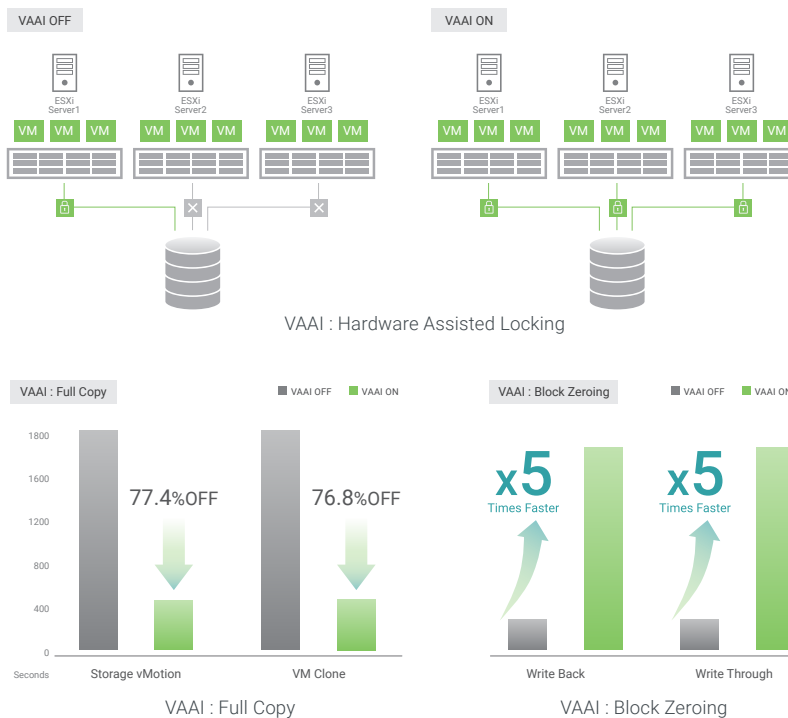 VAAI OFF
VAAI ON
ESXi
Server1
ESXi
Server2
ESXi
Server3
ESXi
Server1
ESXi
Server2
ESXi
Server3
VM VM VM
VM VM VM
VM VM VM
VM VM VM
VM VM VM
VM VM VM
VAAI : Hardware Assisted Locking
VAAI : Full Copy
VAAI OFF
VAAI ON
1800
1600
1200
800
400
0
Seconds
77.4%OFF
76.8%OFF
Storage vMotion
VM Clone
VAAI : Full Copy
VAAI : Block Zeroing
VAAI OFF
VAAI ON
x5
Times Faster
x5
Times Faster
Write Back
Write Through
VAAI : Block Zeroing